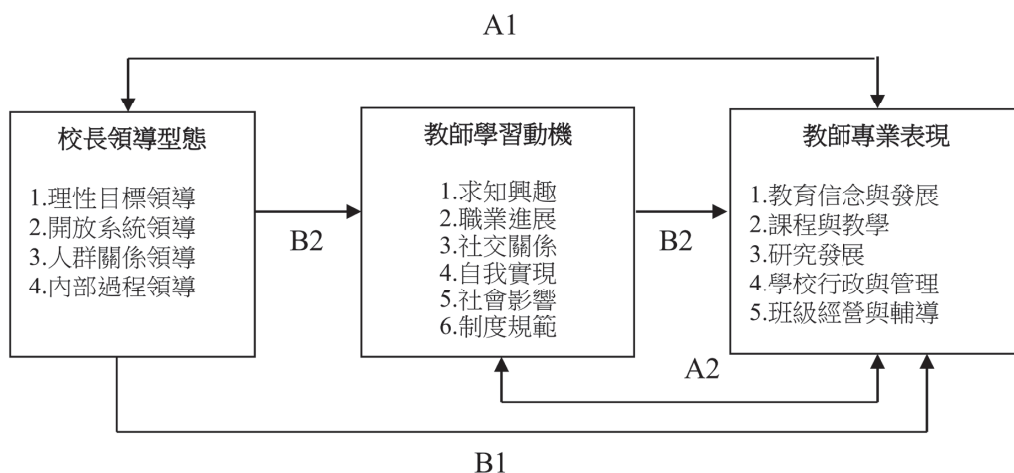 A1
校長領導型態
1.理性目標領導
2.開放系統領導
3.人群關係領導
4.內部過程領導
B2
教師學習動機
1.求知興趣
2.職業進展
3.社交關係
4.自我實現
5.社會影響
6.制度規範
B2
教師專業表現
1.教育信念與發展
2.課程與教學
3.研究發展
4.學校行政與管理
5.班級經營與輔導
A2
B1